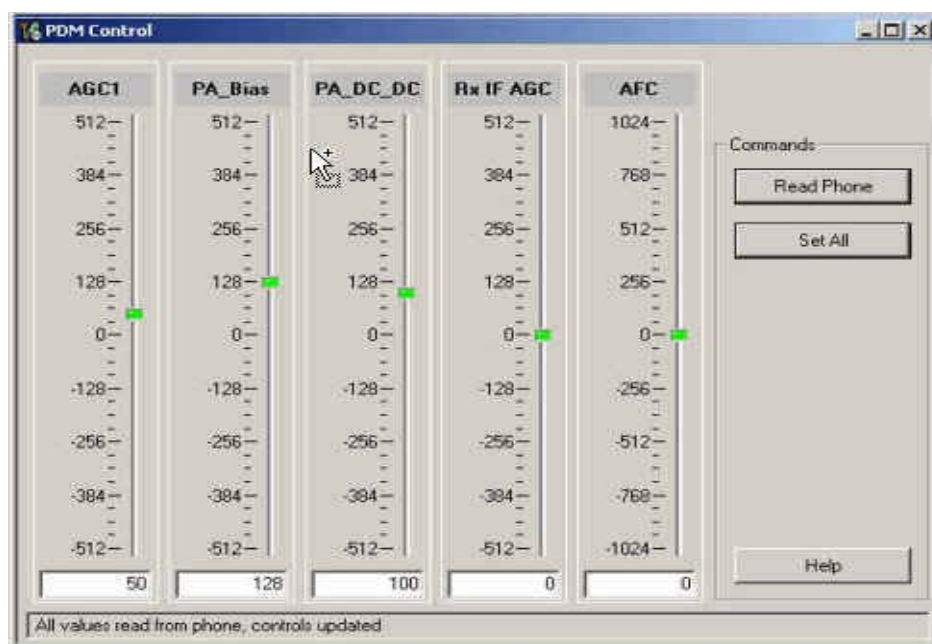 PDM Control
AGC1 PA_Bias PA_DC_DC Rx IF AGC AFC
512 512 512 512 1024
384 384 384 384 768
256 256 256 256 512
128 128 128 128 256
0 0 0 0 0
-128 -128 -128 -128 -256
-256 -256 -256 -256 -512
-384 -384 -384 -384 -768
-512 -512 -512 -512 -1024
50 128 100 0 0
Commands
Read Phone
Set All
Help
All values read from phone, controls updated